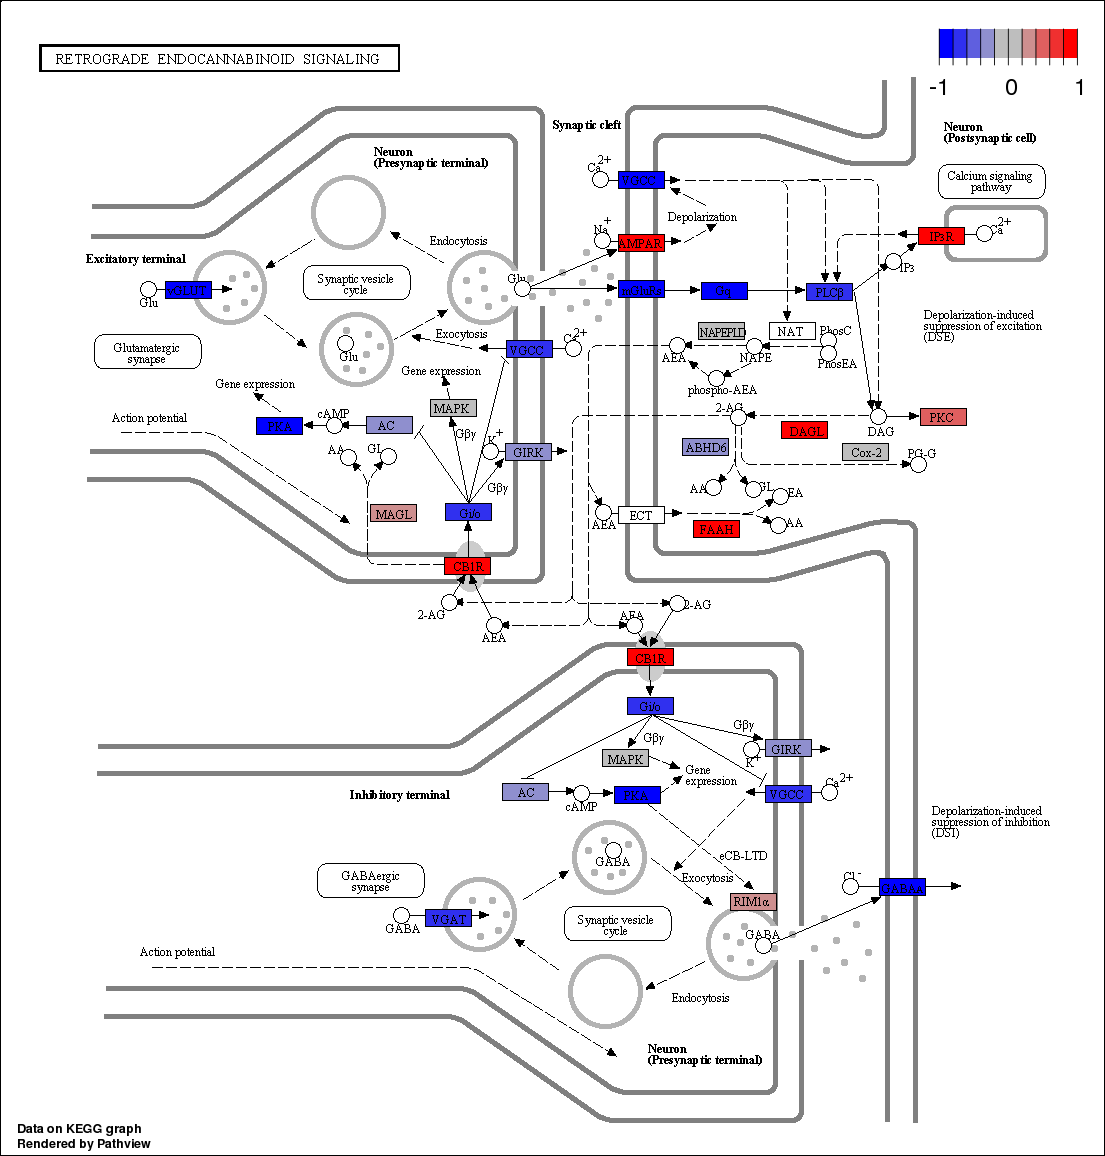 RETROGRADE ENDOCANNABINOID SIGNALING
-1 0 1
Synaptic cleft
Neuron
(Postsynaptic cell)
Neuron
(Presynaptic terminal)
Ca2+
VGCC
Calcium signaling
pathway
Depolarization
Na+
AMPAR
IP3R
Ca2+
IP3
Endocytosis
Excitatory terminal
Synaptic vesicle
cycle
Glu
vGLUT
Glu
mGluRs
Gq
PLCβ
Depolarization-induced
suppression of excitation
(DSE)
Exocytosis
Ca2+
VGCC
NAPEPLD
NAT
PhosC
Glutamatergic
synapse
Glu
AEA
NAPE
PhosEA
phospho-AEA
Gene expression
Gene expression
MAPK
2-AG
DAG
PKC
Action potential
PKA
cAMP
AC
Gβγ
K+
GIRK
DAGL
ABHD6
Cox-2
PG-G
AA
GL
Gβγ
AA
GL
EA
MAGL
Gi/o
AEA
ECT
FAAH
AA
CB1R
2-AG
AEA
AEA
2-AG
CB1R
Gi/o
Gβγ
Gβγ
GIRK
K+
MAPK
Gene
expression
Inhibitory terminal
AC
cAMP
PKA
VGCC
Ca2+
Depolarization-induced
suppression of inhibition
(DSI)
eCB-LTD
GABA
Exocytosis
GABAergic
synapse
Cl-
GABAA
RIM1α
GABA
VGAT
Synaptic vesicle
cycle
GABA
Action potential
Endocytosis
Neuron
(Presynaptic terminal)
Data on KEGG graph
Rendered by Pathview